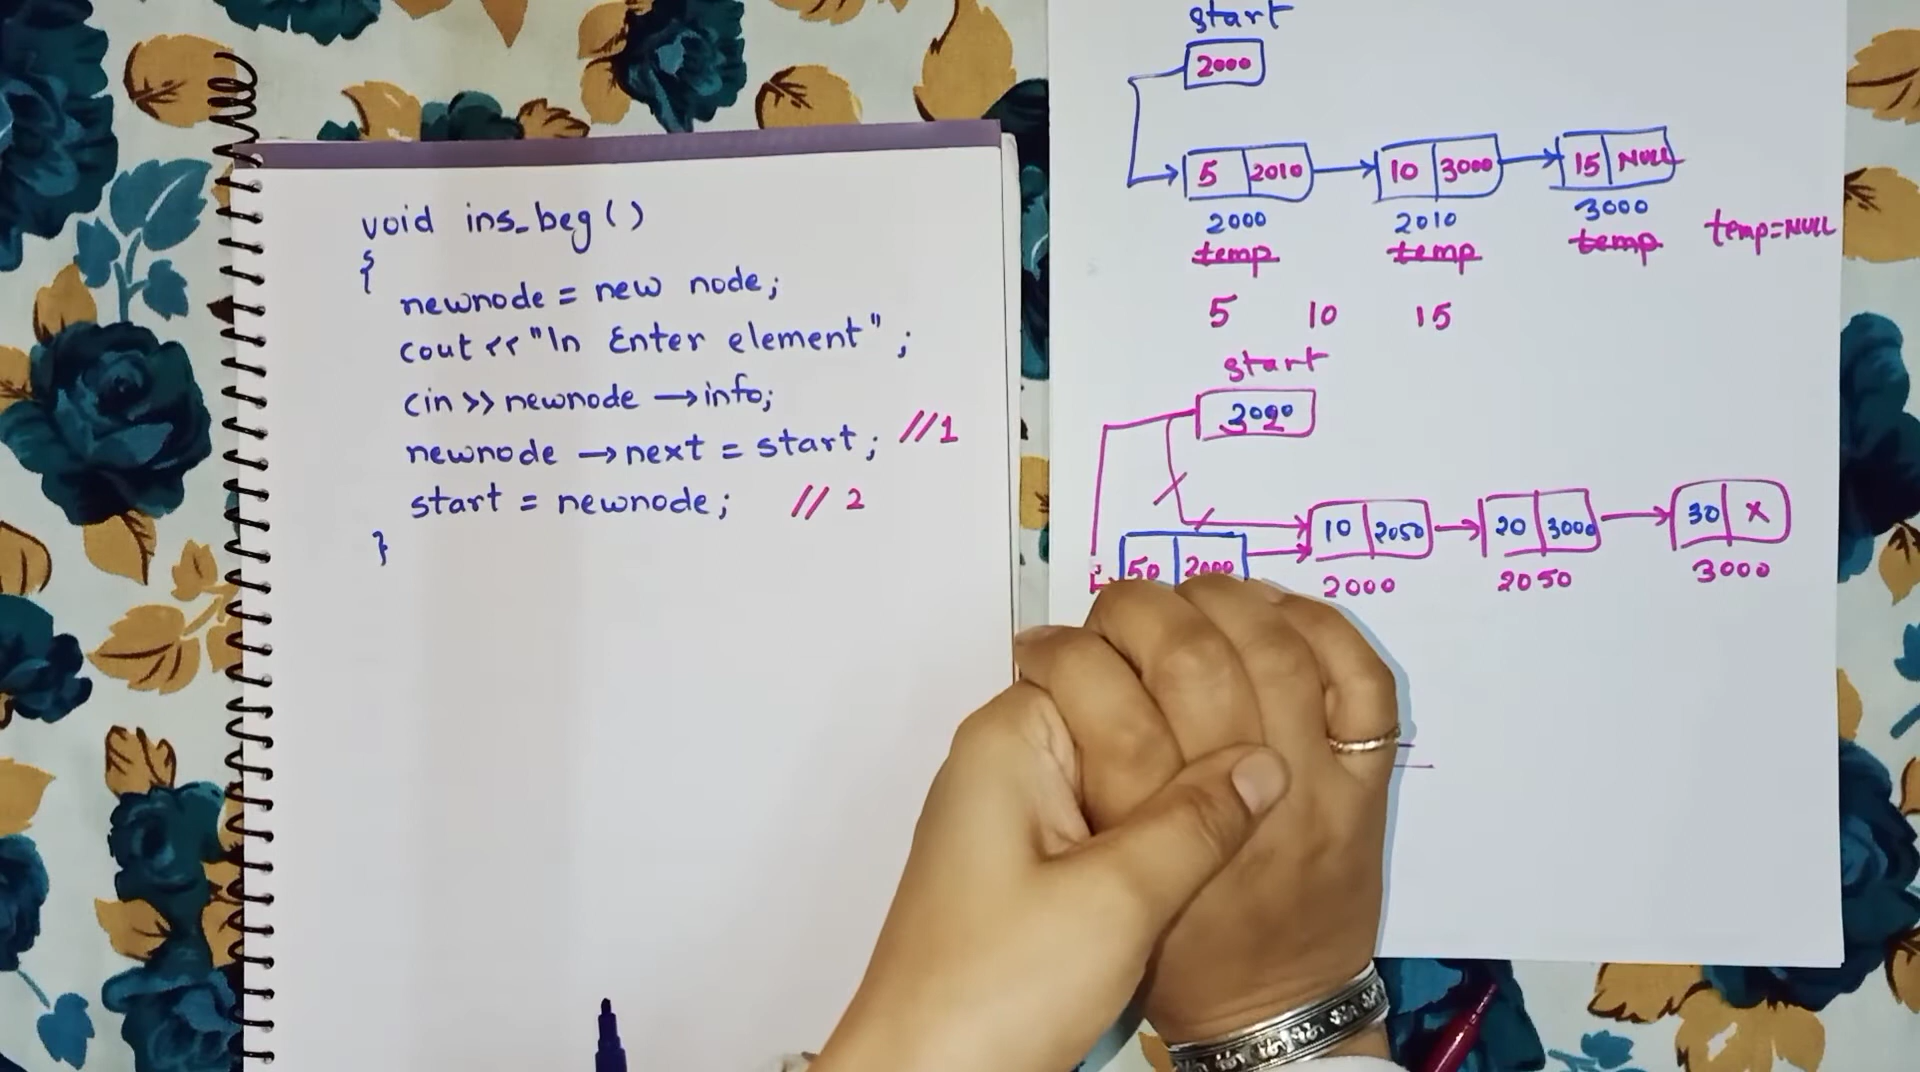 void ins_beg()
{
newnode = new node;
cout << "\n Enter element" ;
cin >> newnode → info;
newnode → next = start; //1
start = newnode; // 2
}
start
2000
5 2010 10 3000 15 NULL
2000 2010 3000
temp temp temp temp=NULL
5 10 15
start
50 2000 10 2050 20 3000 30 X
2000 2050 3000